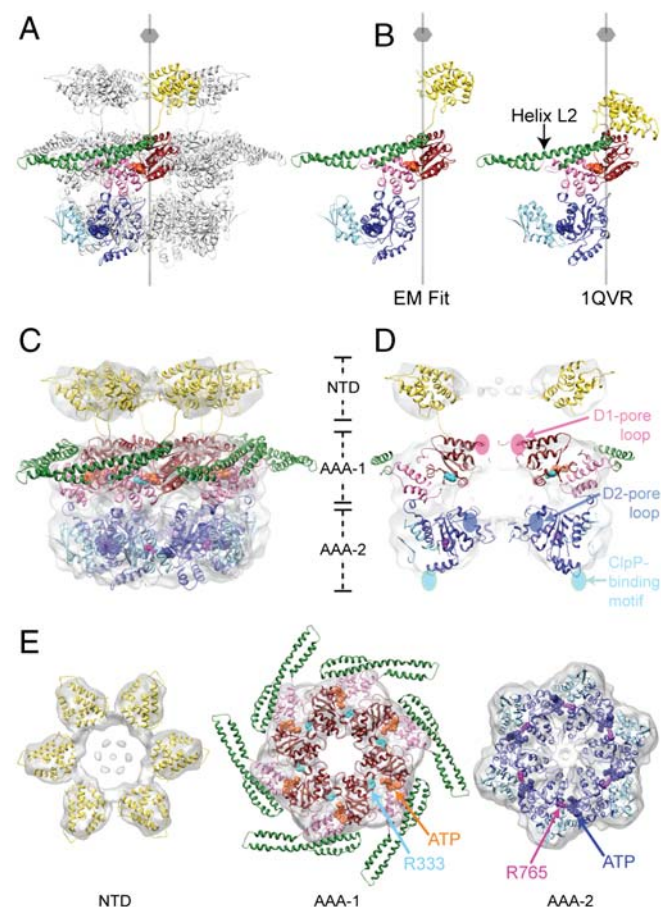 A
B
Helix L2
EM Fit
1QVR
C
D
NTD
AAA-1
AAA-2
D1-pore
loop
D2-pore
loop
ClpP-
binding
motif
E
ATP
R333
R765
ATP
NTD
AAA-1
AAA-2